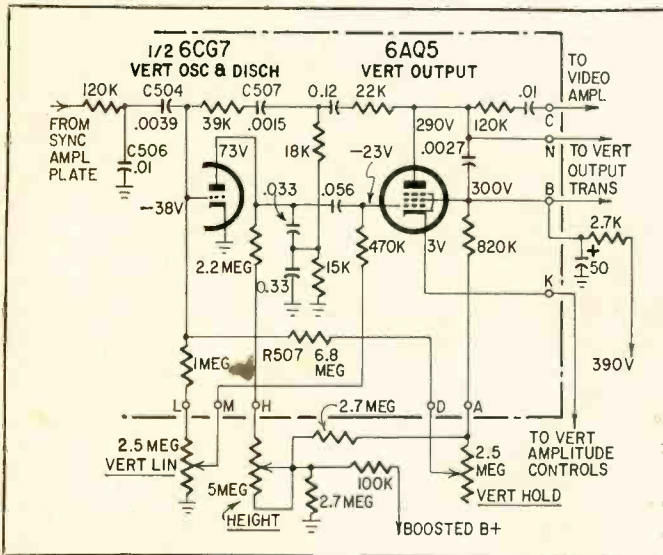 1/2 6CG7
VERT OSC & DISCH
6AQ5
VERT OUTPUT
120K
C504
.0039
39K
C507
.0015
0.12
22K
290V
120K
.01
C
TO
VIDEO
AMPL
FROM
SYNC
AMPL
PLATE
C506
.01
73V
18K
-23V
.0027
N
TO VERT
OUTPUT
TRANS
-38V
.033
.056
300V
B
2.7K
+
50
2.2 MEG
0.33
15K
470K
3V
820K
K
390V
1MEG
R507
6.8
MEG
L
M
H
2.7 MEG
D
A
TO VERT
AMPLITUDE
CONTROLS
2.5 MEG
VERT LIN
5MEG
HEIGHT
2.7 MEG
100K
BOOSTED B+
2.5
MEG
VERT HOLD